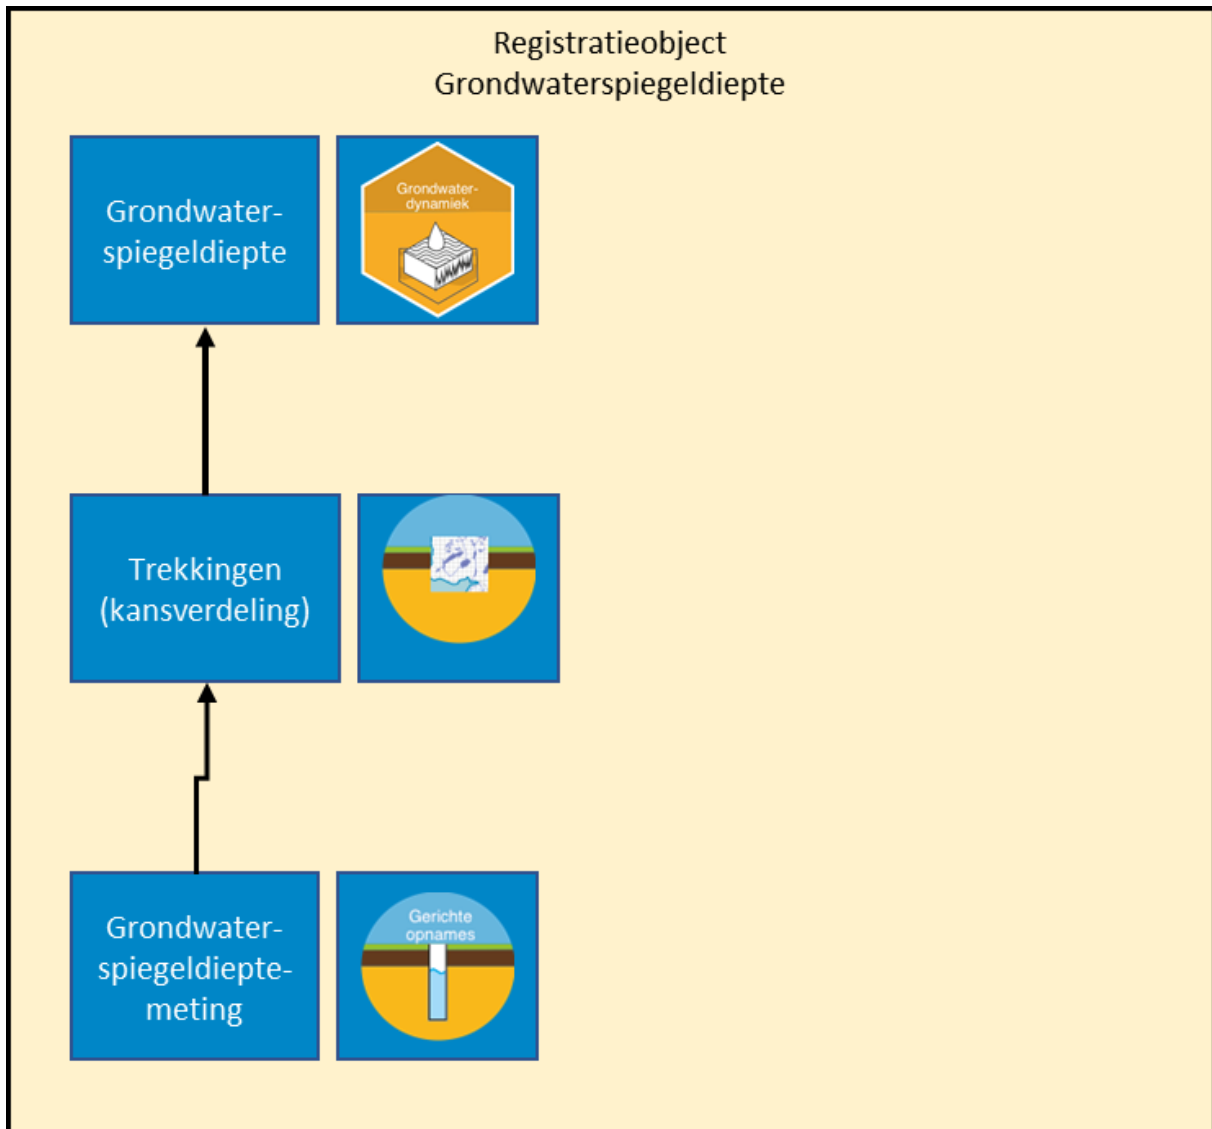 Registratieobject
Grondwaterspiegeldiepte
Grondwater-
spiegeldiepte
Grondwater-
dynamiek
Trekkingen
(kansverdeling)
Grondwater-
spiegeldiepte-
meting
Gerichte
opnames